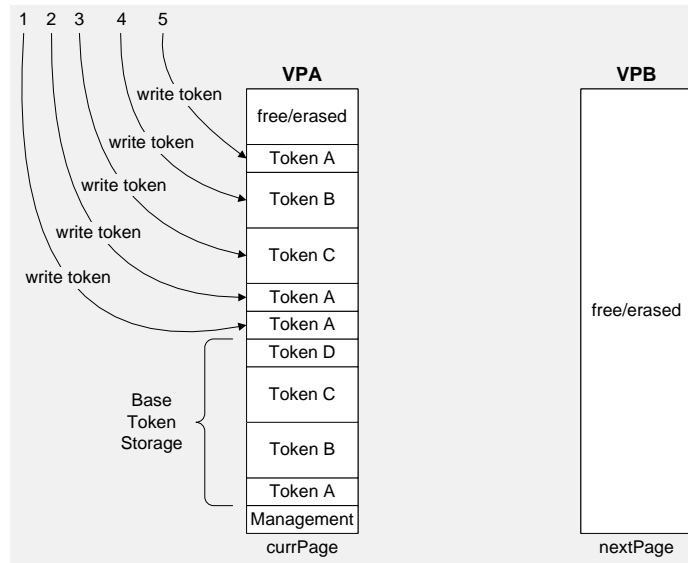 1 2 3 4 5
VPA VPB
write token
free/erased
write token
Token A
write token
Token B
write token
Token C
write token
Token A
Token A
free/erased
Token D
Base
Token
Storage
Token C
Token B
Token A
Management
currPage nextPage